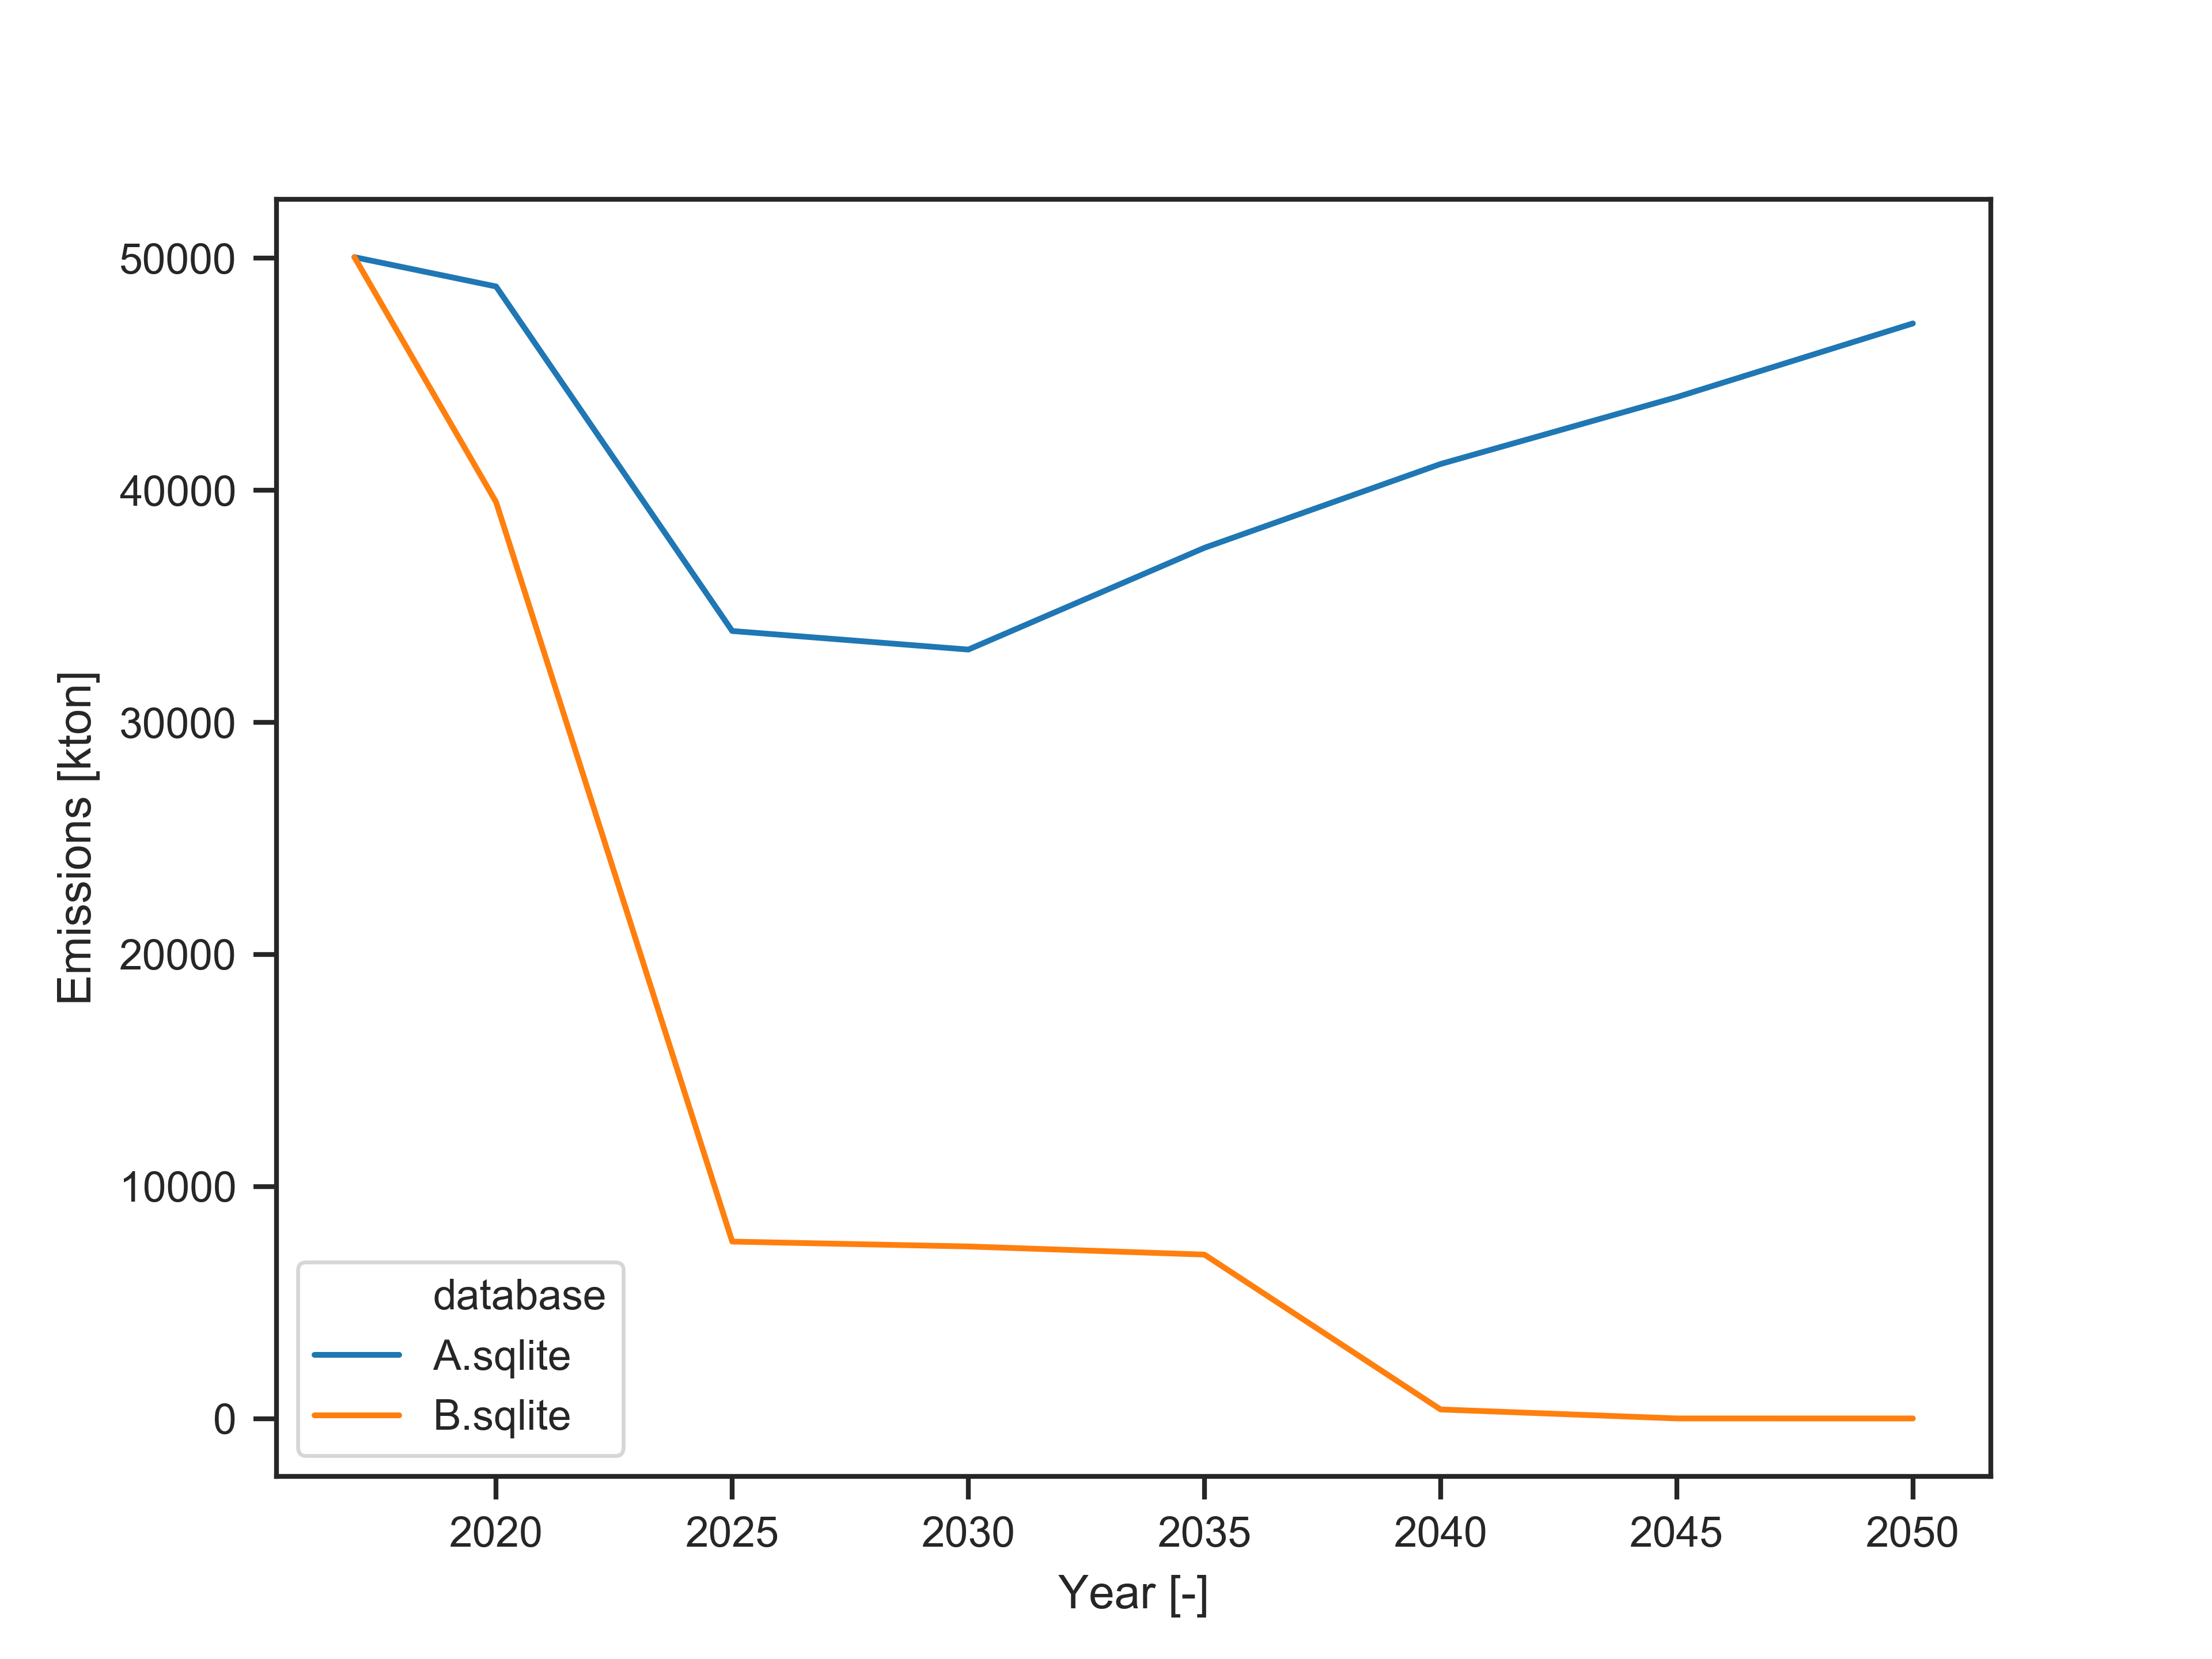 50000
40000
30000
20000
10000
0
Emissions [kton]
database
A.sqlite
B.sqlite
2020 2025 2030 2035 2040 2045 2050
Year [-]